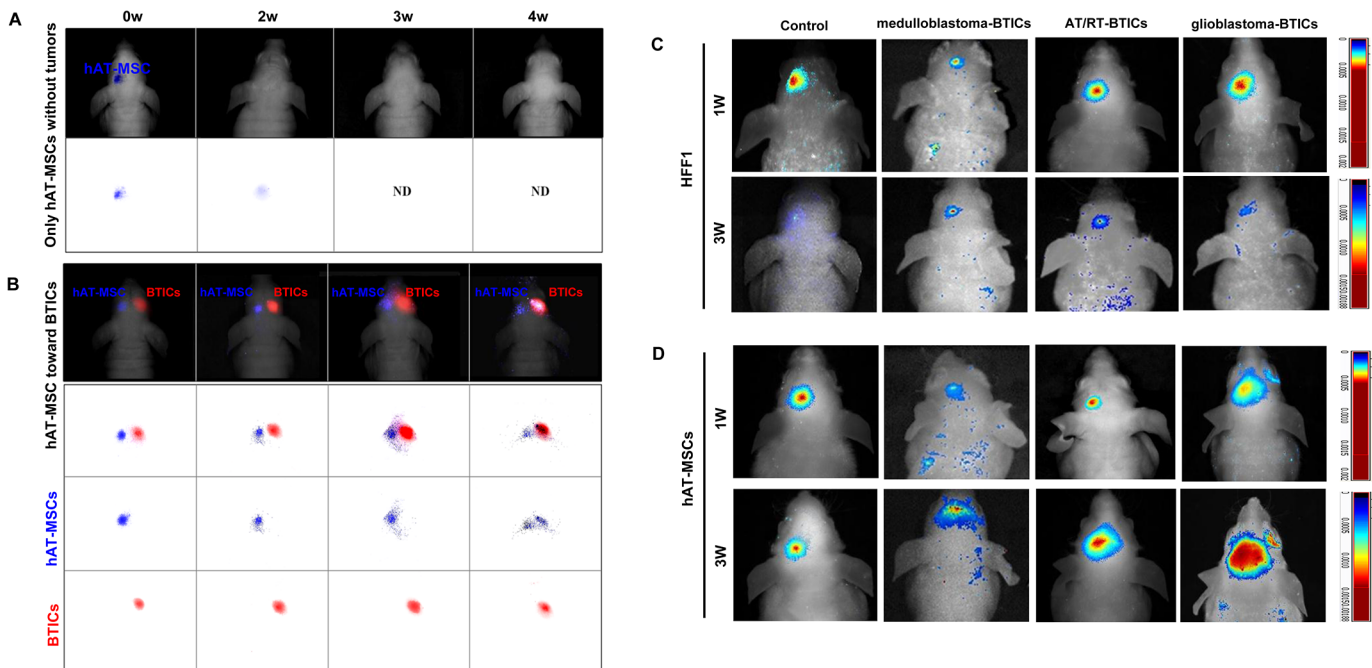 A
0w
2w
3w
4w
Only hAT-MSCs without tumors
hAT-MSC
ND
ND
B
hAT-MSC toward BTICs
hAT-MSC
BTICs
hAT-MSC
BTICs
hAT-MSC
BTICs
hAT-MSC
BTICs
hAT-MSCs
BTICs
C
Control
medulloblastoma-BTICs
AT/RT-BTICs
glioblastoma-BTICs
HFF1
1W
3W
D
hAT-MSCs
1W
3W